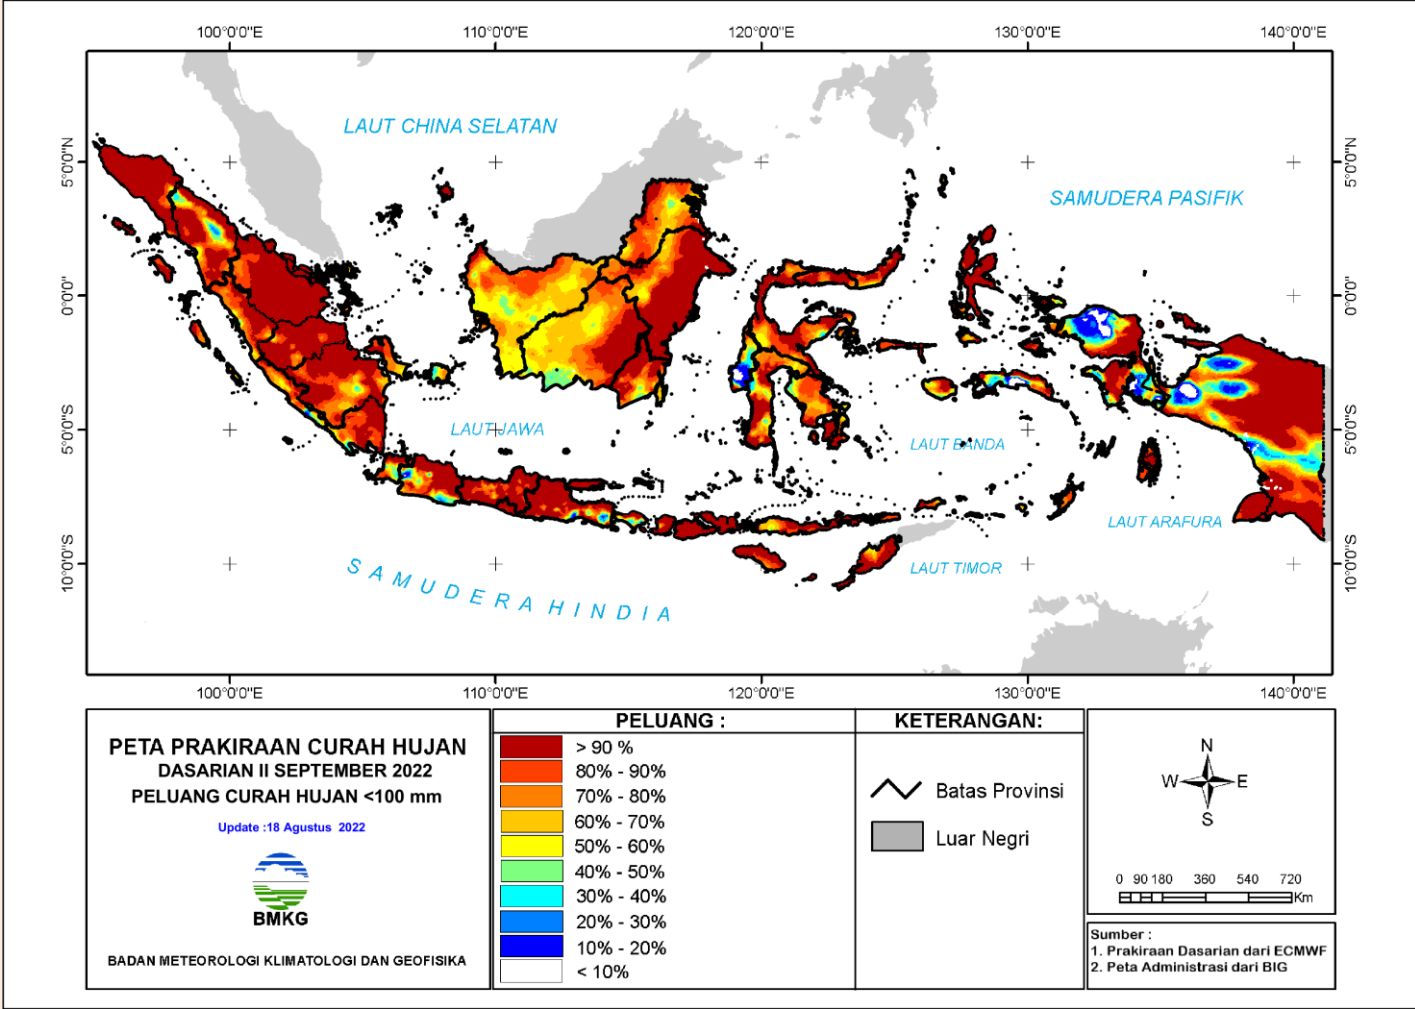 100°0'0"E 110°0'0"E 120°0'0"E 130°0'0"E 140°0'0"E
5°0'0"N 5°0'0"N
LAUT CHINA SELATAN
SAMUDERA PASIFIK
0°0'0" 0°0'0"
5°0'0"S 5°0'0"S
LAUT JAWA
LAUT BANDA
LAUT ARAFURA
10°0'0"S 10°0'0"S
LAUT TIMOR
SAMUDERA HINDIA
100°0'0"E 110°0'0"E 120°0'0"E 130°0'0"E 140°0'0"E
PETA PRAKIRAAN CURAH HUJAN
DASARIAN II SEPTEMBER 2022
PELUANG CURAH HUJAN <100 mm
Update :18 Agustus 2022
BMKG
BADAN METEOROLOGI KLIMATOLOGI DAN GEOFISIKA
PELUANG :
> 90 %
80% - 90%
70% - 80%
60% - 70%
50% - 60%
40% - 50%
30% - 40%
20% - 30%
10% - 20%
< 10%
KETERANGAN:
Batas Provinsi
Luar Negri
N
W E
S
0 90 180 360 540 720
Km
Sumber :
1. Prakiraan Dasarian dari ECMWF
2. Peta Administrasi dari BIG